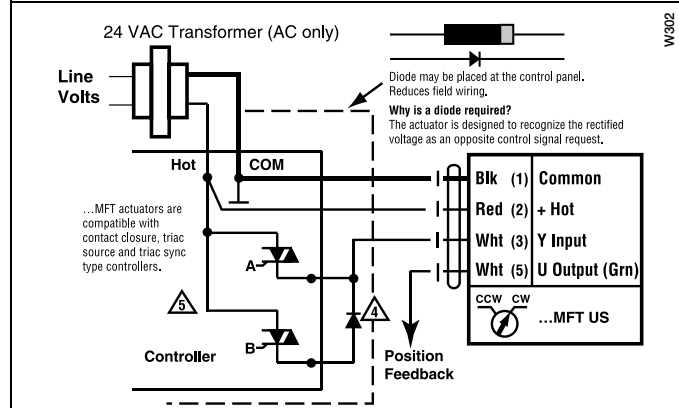 24 VAC Transformer (AC only)
W302
Line
Volts
Diode may be placed at the control panel.
Reduces field wiring.
Why is a diode required?
The actuator is designed to recognize the rectified
voltage as an opposite control signal request.
Hot
COM
Blk (1) Common
Red (2) + Hot
Wht (3) Y Input
Wht (5) U Output (Grn)
...MFT actuators are
compatible with
contact closure, triac
source and triac sync
type controllers.
A
5
4
B
CCW CW
...MFT US
Controller
Position
Feedback